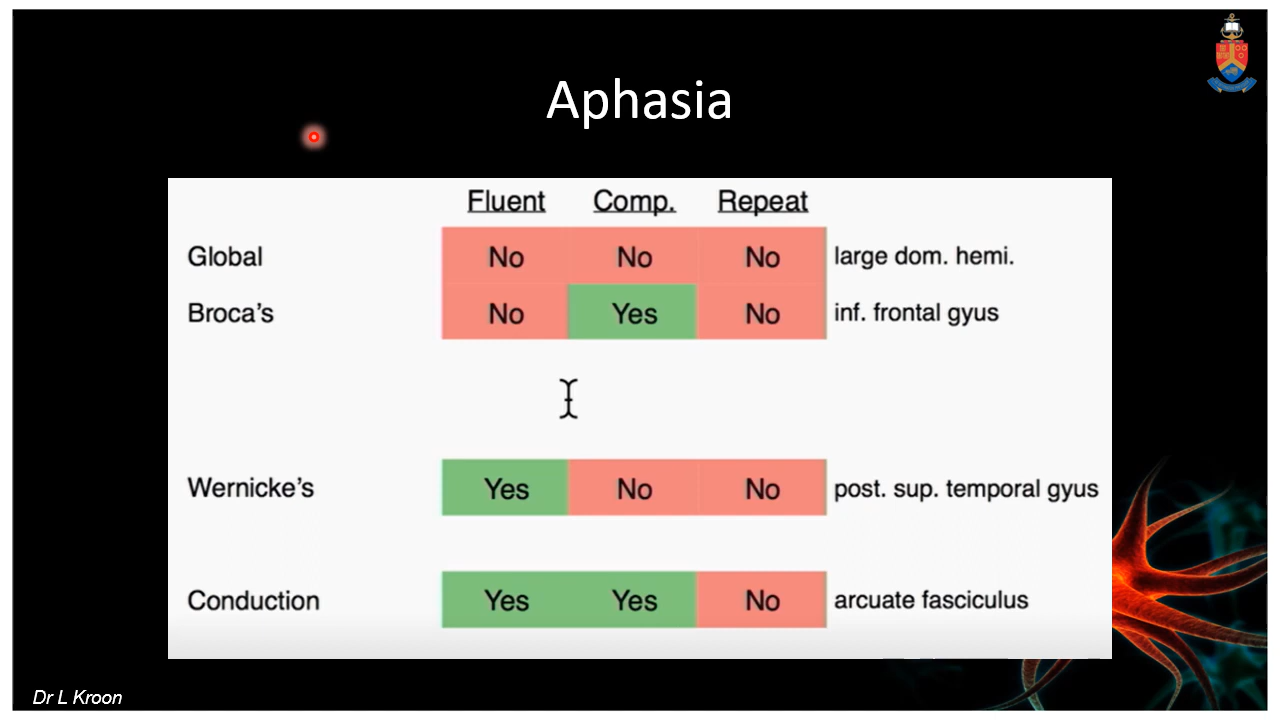 Aphasia
Fluent Comp. Repeat
Global No No No large dom. hemi.
Broca's No Yes No inf. frontal gyus
Wernicke's Yes No No post. sup. temporal gyus
Conduction Yes Yes No arcuate fasciculus
Dr L Kroon